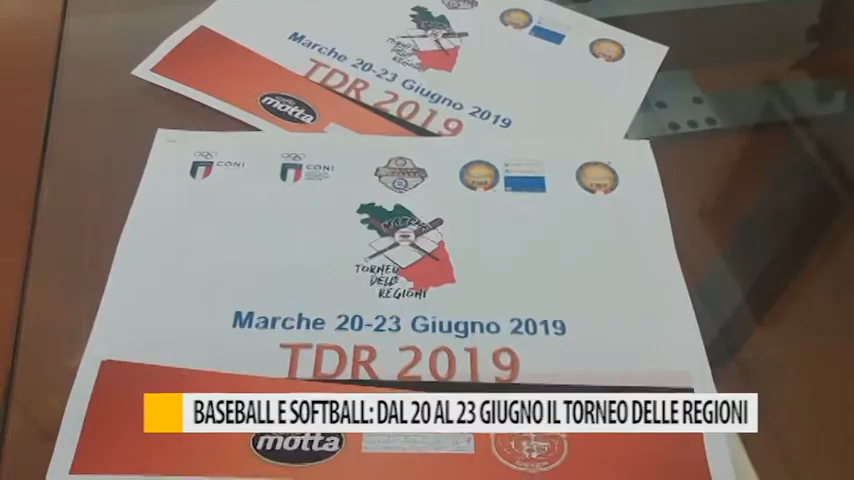 Marche 20-23 Giugno 2019
TDR 2019
motta
CONI
CONI
MARCHE
TORNEO
DELLE
REGIONI
Marche 20-23 Giugno 2019
TDR 2019
BASEBALL E SOFTBALL: DAL 20 AL 23 GIUGNO IL TORNEO DELLE REGIONI
motta